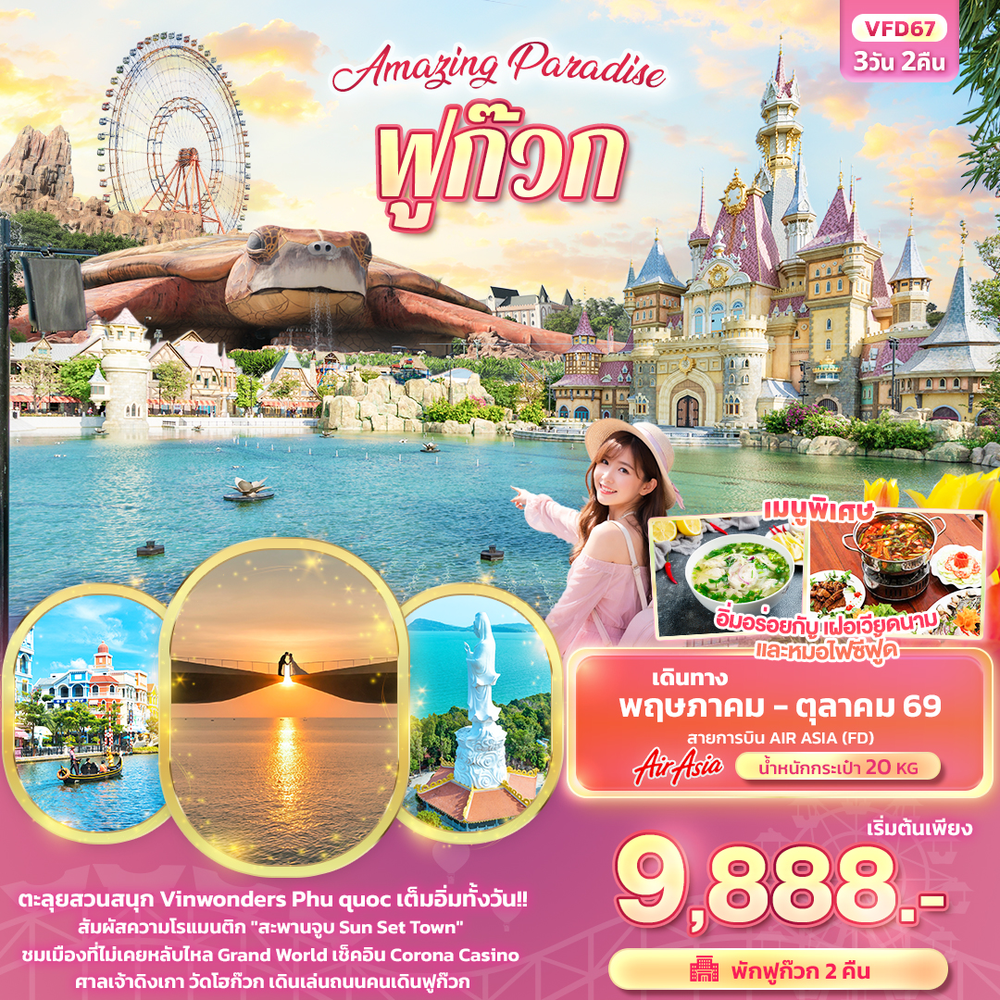 VFD67
3วัน 2คืน
Amazing Paradise
ฟูก๊วก
เมนูพิเศษ
อิ่มอร่อยกับ เฝอเวียดนาม
และหม้อไฟซีฟู้ด
เดินทาง
พฤษภาคม - ตุลาคม 69
สายการบิน AIR ASIA (FD)
AirAsia
น้ำหนักกระเป๋า 20 KG
เริ่มต้นเพียง
9,888.-
พักฟูก๊วก 2 คืน
ตะลุยสวนสนุก Vinwonders Phu quoc เต็มอิ่มทั้งวัน!!
สัมผัสความโรแมนติก "สะพานจูบ Sun Set Town"
ชมเมืองที่ไม่เคยหลับไหล Grand World เช็คอิน Corona Casino
ศาลเจ้าดิงเกา วัดโฮก๊วก เดินเล่นถนนคนเดินฟูก๊วก